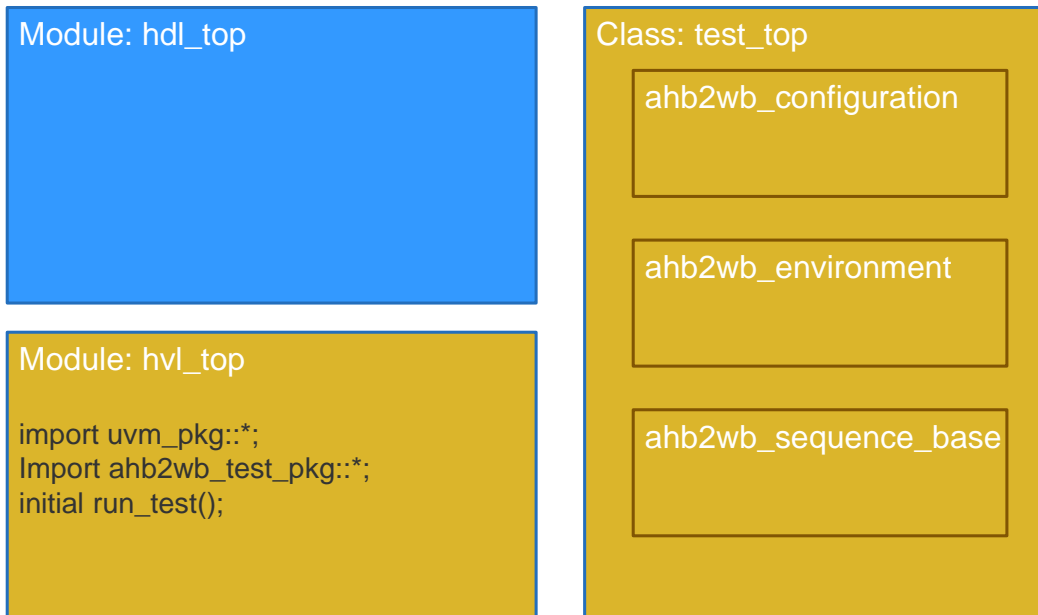 Module: hdl_top
Module: hvl_top
import uvm_pkg::*;
Import ahb2wb_test_pkg::*;
initial run_test();
Class: test_top
ahb2wb_configuration
ahb2wb_environment
ahb2wb_sequence_base